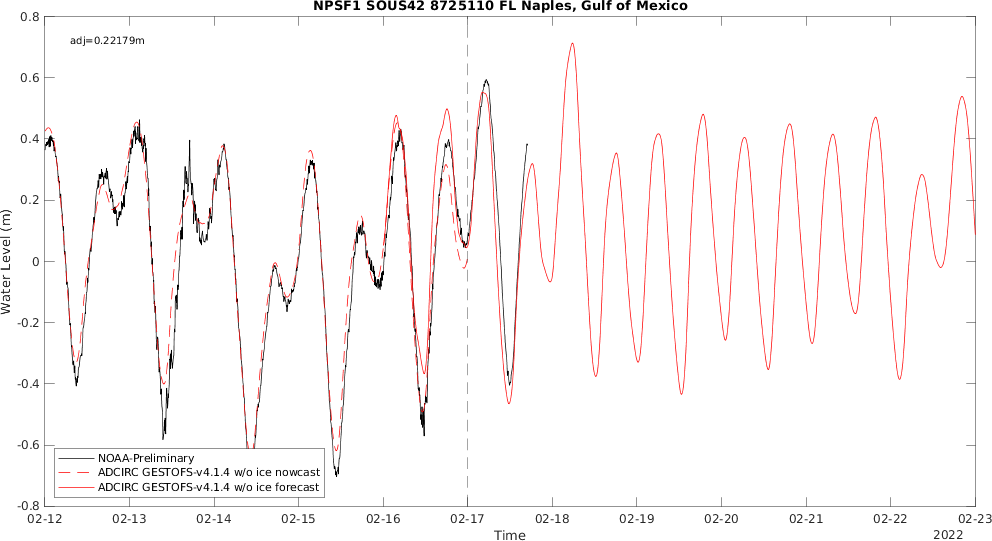 NPSF1 SOUS42 8725110 FL Naples, Gulf of Mexico
adj=0.22179m
Water Level (m)
0.8
0.6
0.4
0.2
0
-0.2
-0.4
-0.6
-0.8
NOAA-Preliminary
ADCIRC GESTOFS-v4.1.4 w/o ice nowcast
ADCIRC GESTOFS-v4.1.4 w/o ice forecast
02-12 02-13 02-14 02-15 02-16 02-17 02-18 02-19 02-20 02-21 02-22 02-23
Time
2022